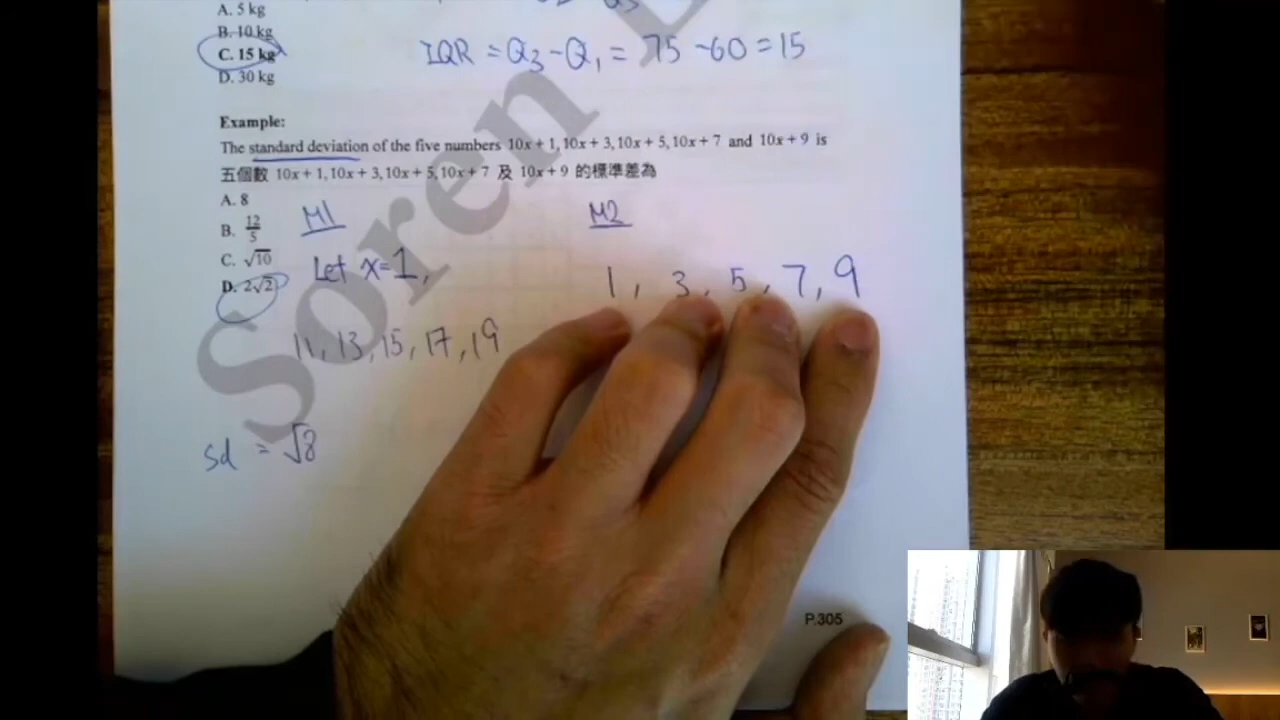 A. 5 kg
B. 10 kg
C. 15 kg
D. 30 kg
IQR = Q₃ - Q₁ = 75 - 60 = 15
Example:
The standard deviation of the five numbers 10x + 1, 10x + 3, 10x + 5, 10x + 7 and 10x + 9 is
五個數 10x + 1, 10x + 3, 10x + 5, 10x + 7 及 10x + 9 的標準差為
A. 8
B. 12/5
C. √10
D. 2√2
M1
Let x=1,
11, 13, 15, 17, 19
sd = √8
M2
1, 3, 5, 7, 9
Soren
P.305